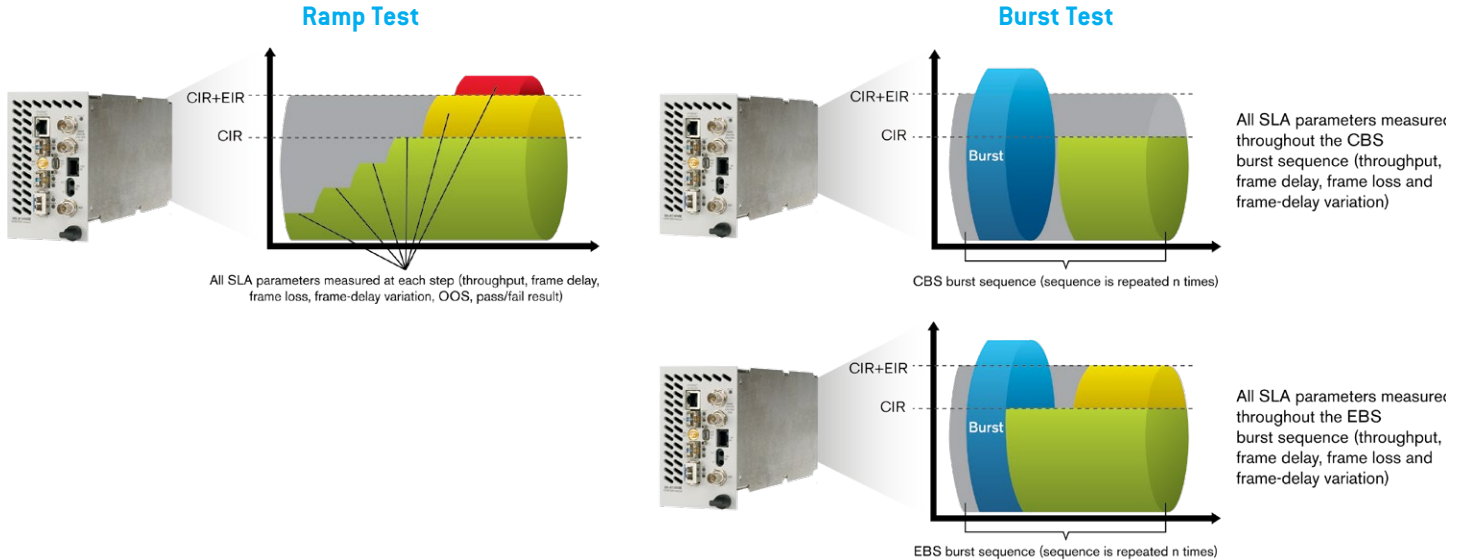 Ramp Test
CIR+EIR
CIR
All SLA parameters measured at each step (throughput, frame delay,
frame loss, frame-delay variation, OOS, pass/fail result)
Burst Test
CIR+EIR
CIR
Burst
CBS burst sequence (sequence is repeated n times)
All SLA parameters measured
throughout the CBS
burst sequence (throughput,
frame delay, frame loss and
frame-delay variation)
CIR+EIR
CIR
Burst
EBS burst sequence (sequence is repeated n times)
All SLA parameters measured
throughout the EBS
burst sequence (throughput,
frame delay, frame loss and
frame-delay variation)